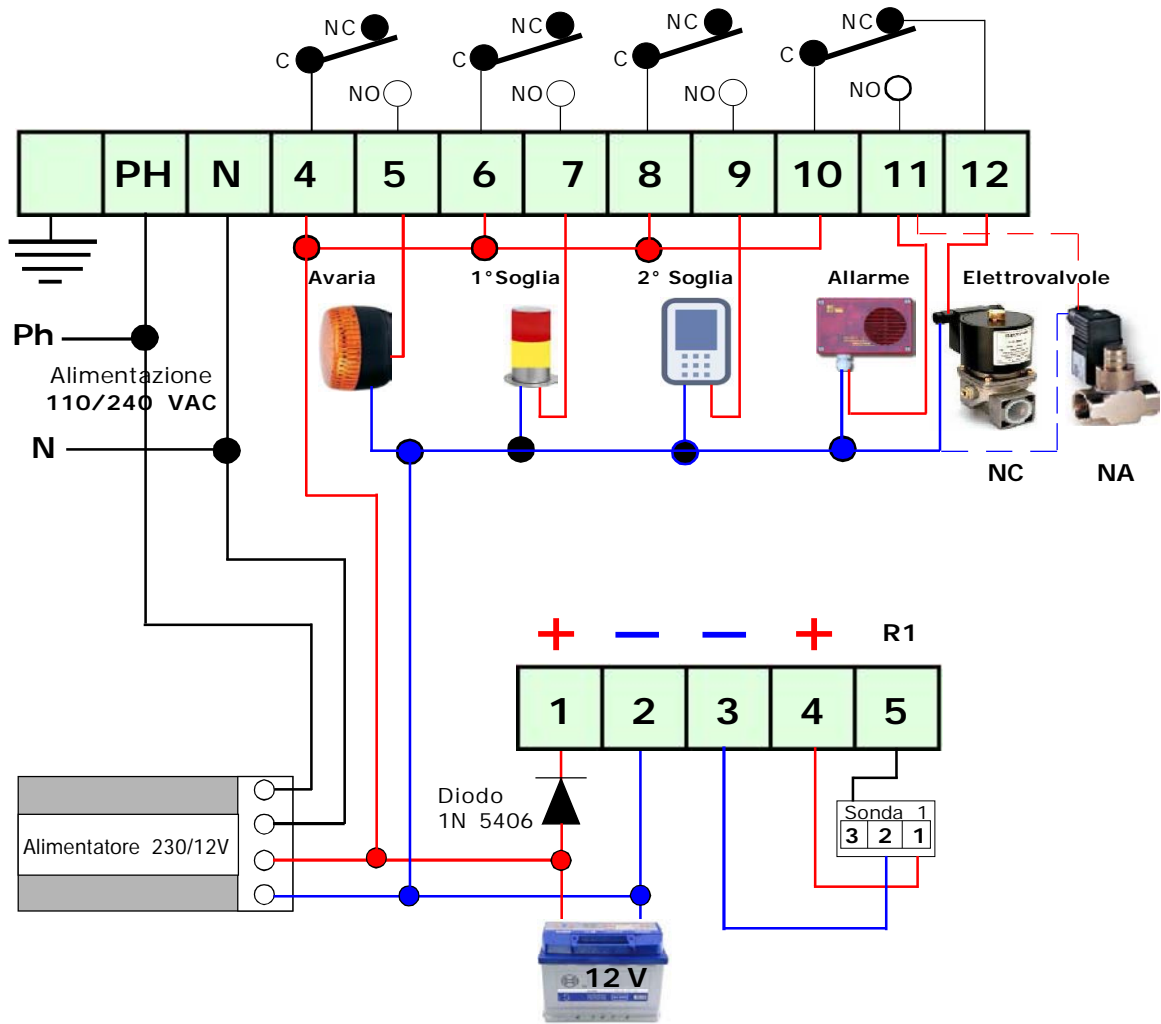 NC NC NC NC
C C C C
NO NO NO NO
PH N 4 5 6 7 8 9 10 11 12
Avaria 1°Soglia 2° Soglia Allarme Elettrovalvole
Ph
Alimentazione
110/240 VAC
N
NC NA
+ — — + R1
1 2 3 4 5
Diodo
1N 5406
Sonda 1
3 2 1
Alimentatore 230/12V
12 V